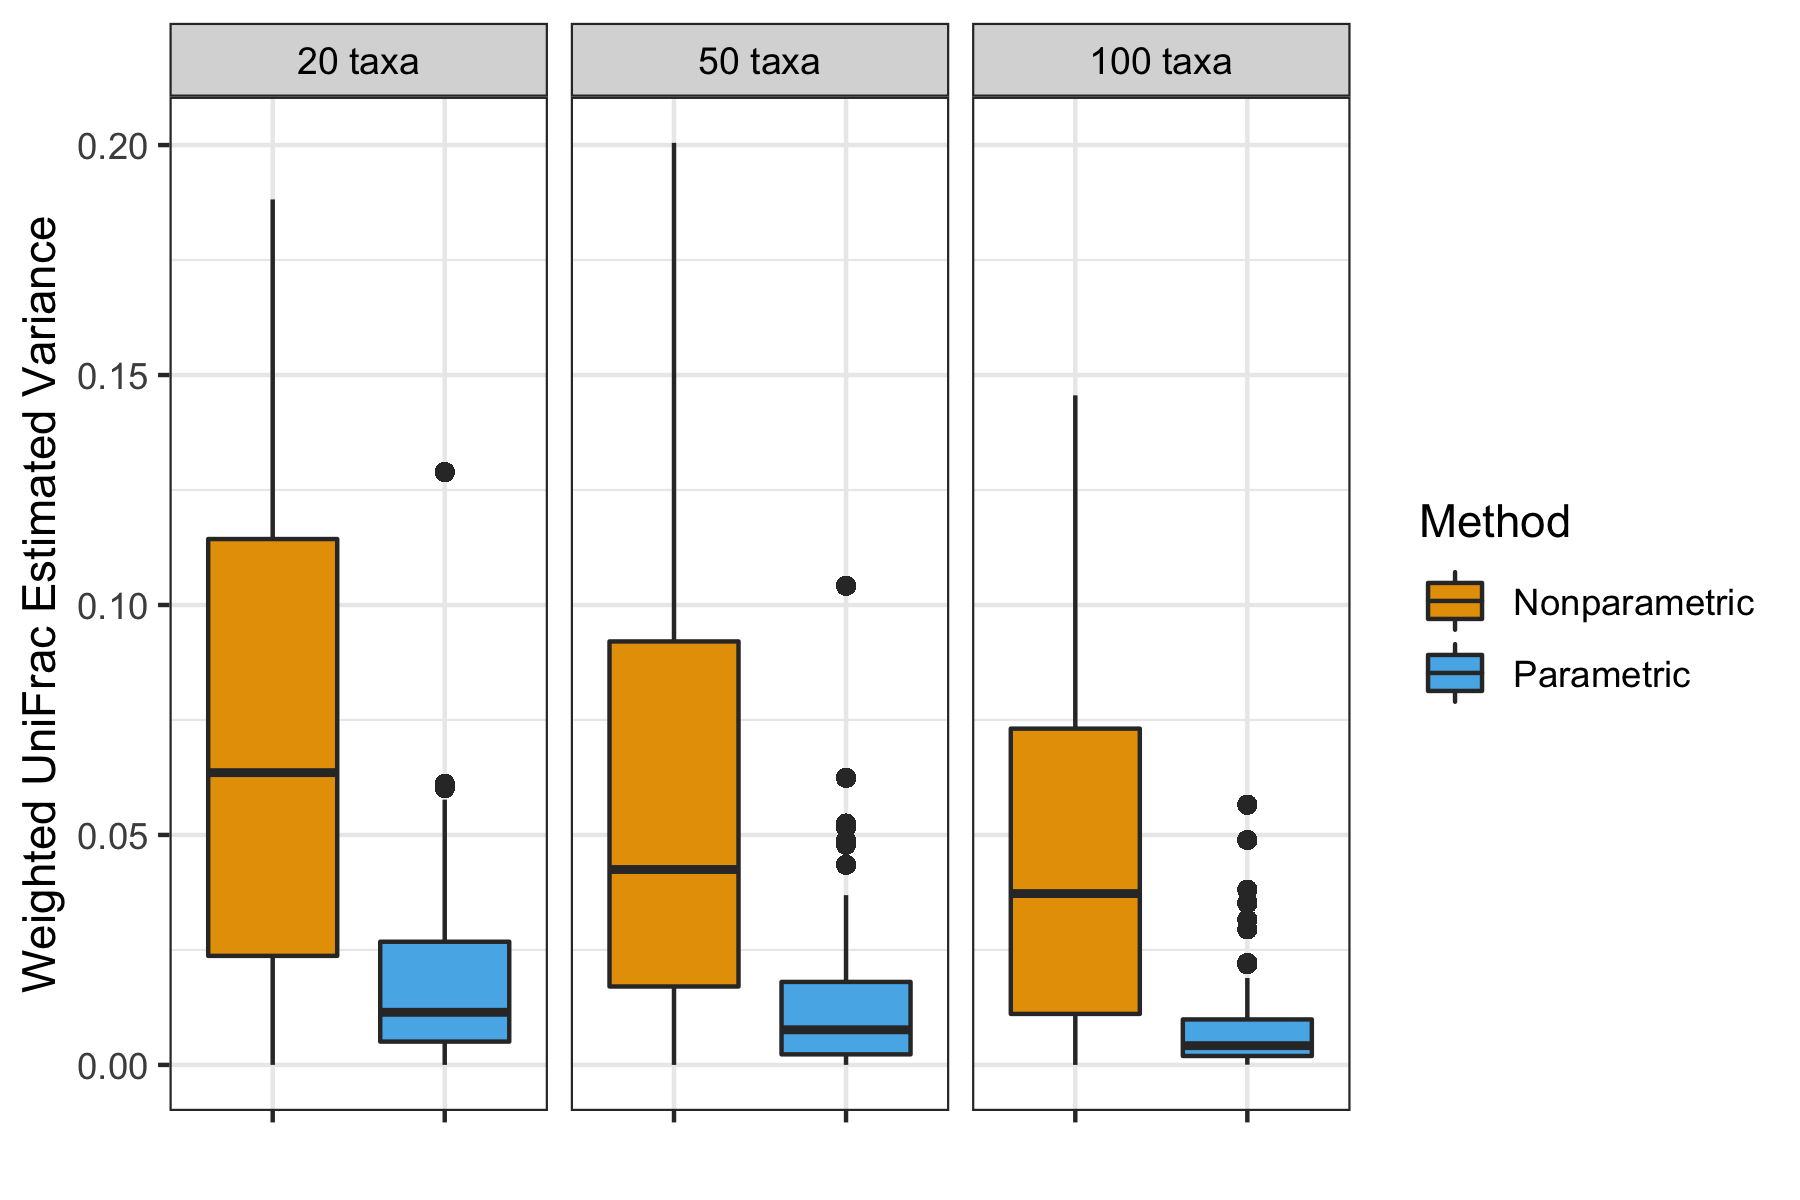 20 taxa
50 taxa
100 taxa
Weighted UniFrac Estimated Variance
0.20
0.15
0.10
0.05
0.00
Method
Nonparametric
Parametric